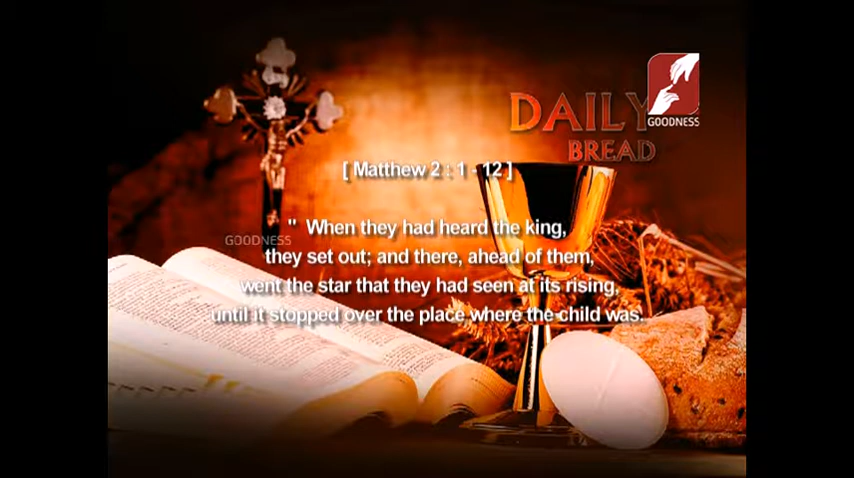 DAILY
BREAD
GOODNESS
[ Matthew 2 : 1 - 12 ]
" When they had heard the king,
GOODNESS
they set out; and there, ahead of them,
went the star that they had seen at its rising,
until it stopped over the place where the child was.